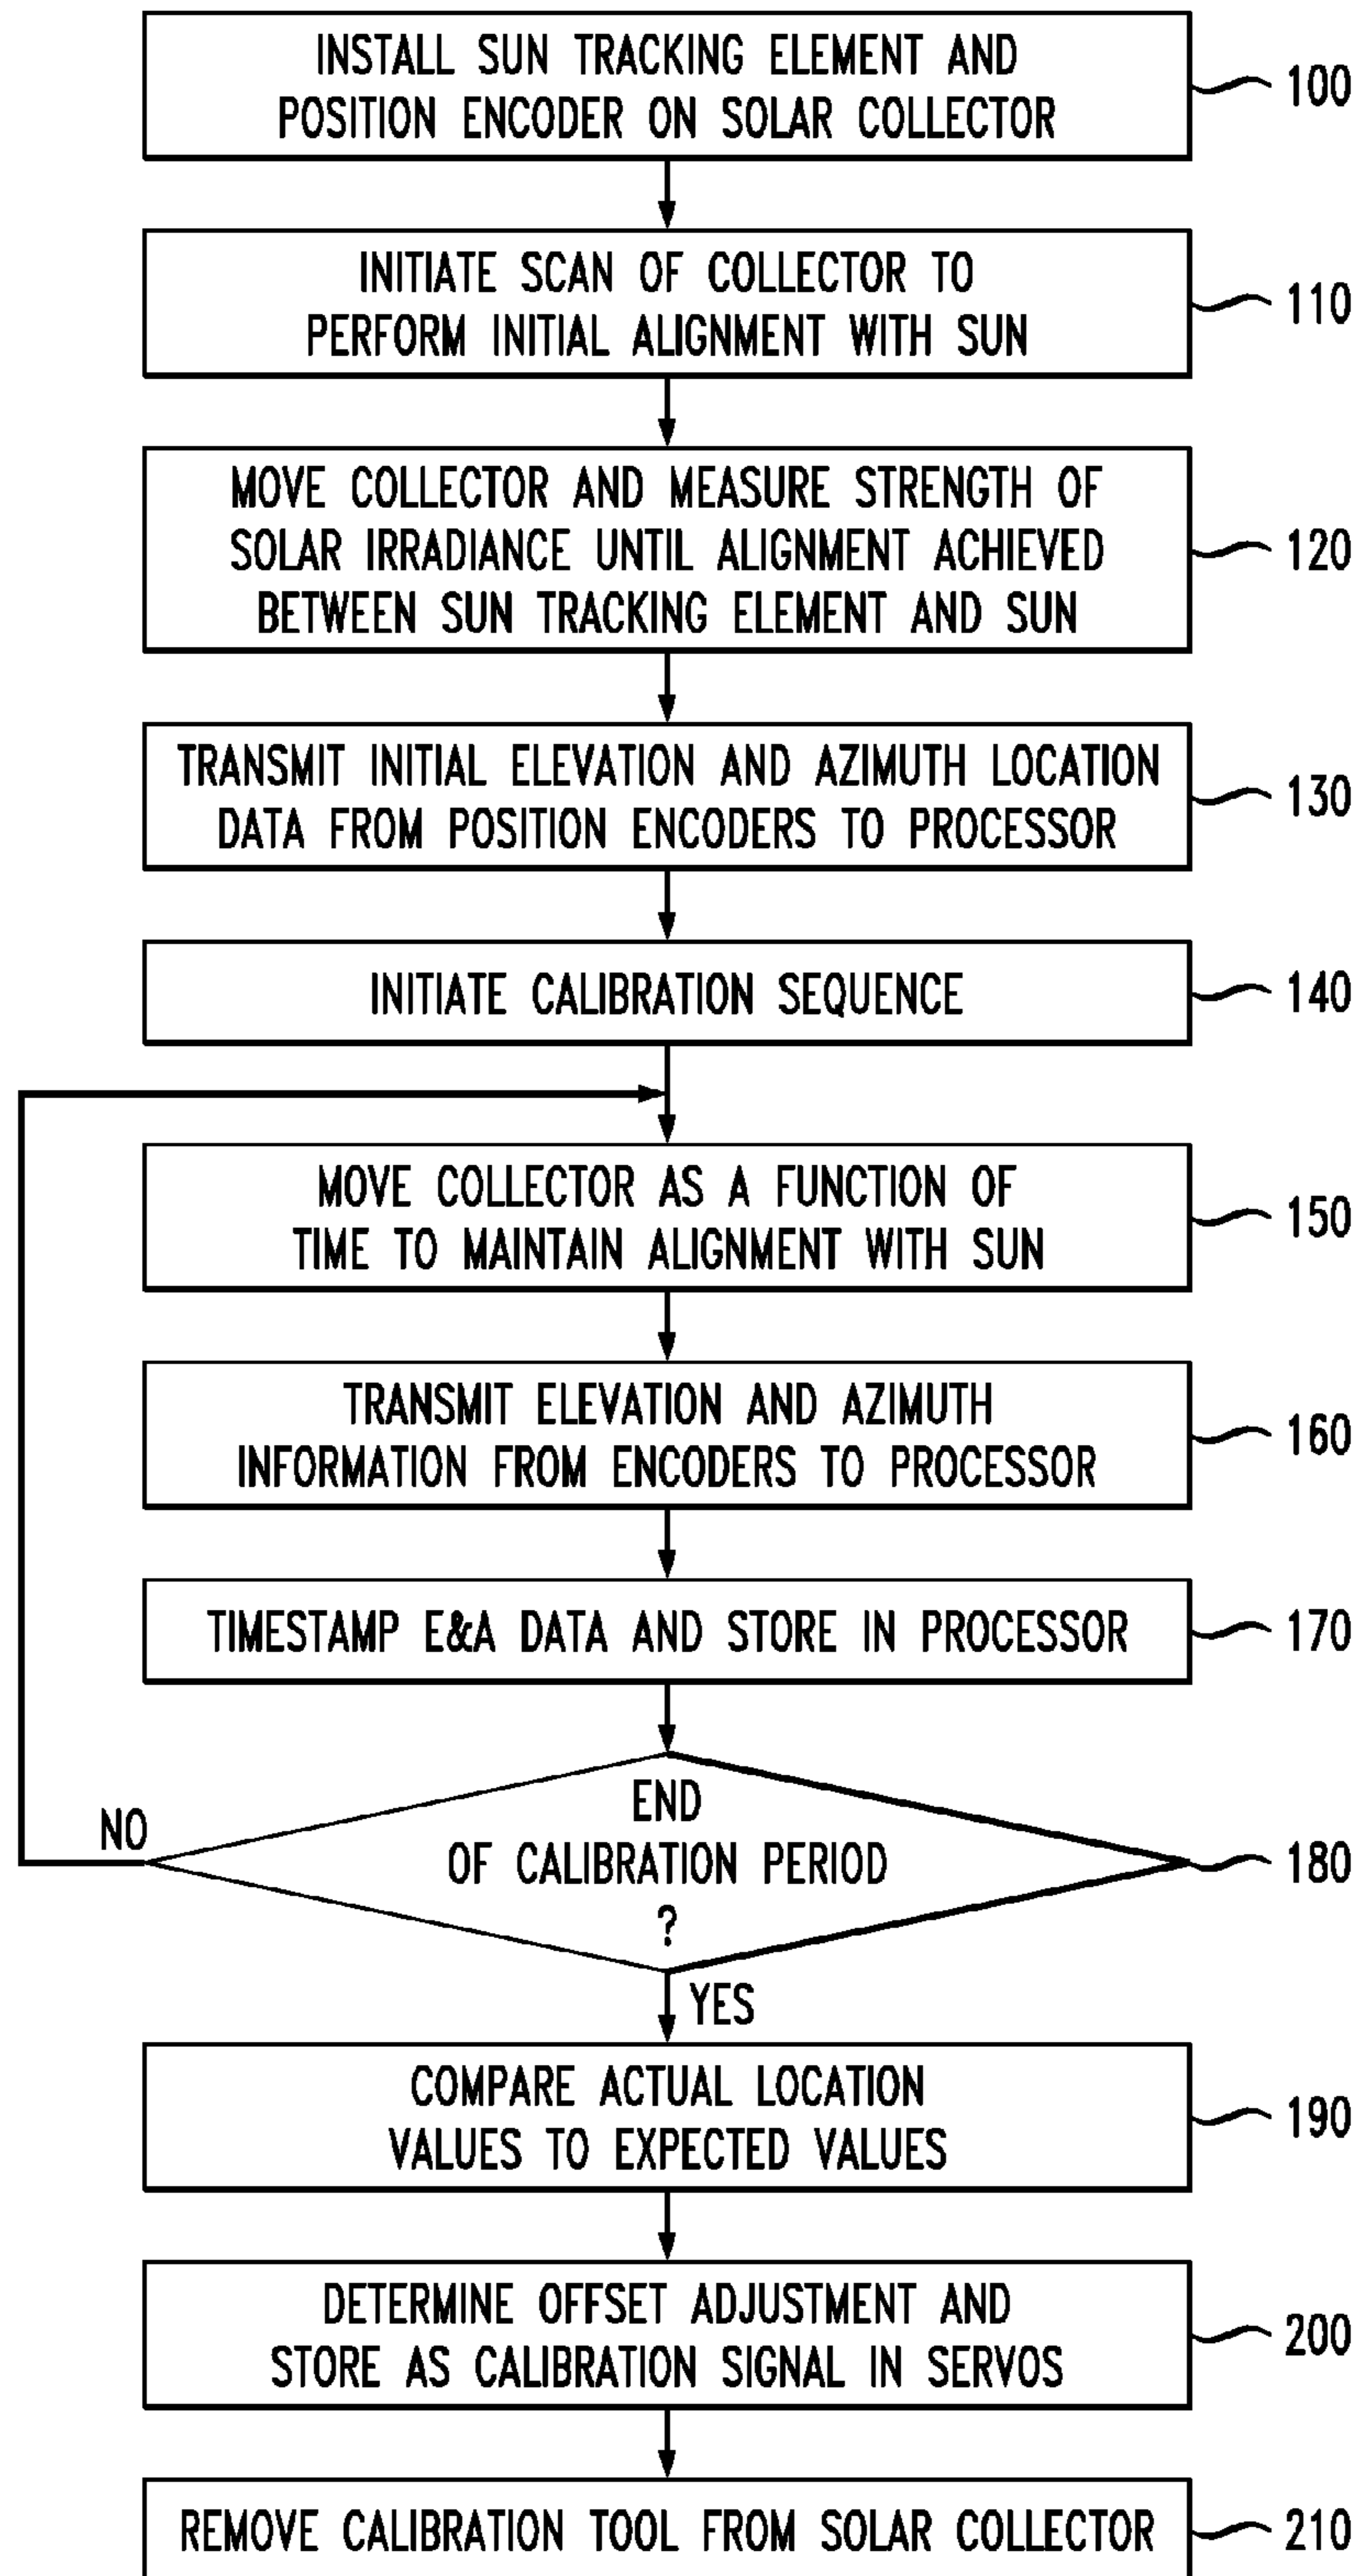 INSTALL SUN TRACKING ELEMENT AND
POSITION ENCODER ON SOLAR COLLECTOR
100
INITIATE SCAN OF COLLECTOR TO
PERFORM INITIAL ALIGNMENT WITH SUN
110
MOVE COLLECTOR AND MEASURE STRENGTH OF
SOLAR IRRADIANCE UNTIL ALIGNMENT ACHIEVED
BETWEEN SUN TRACKING ELEMENT AND SUN
120
TRANSMIT INITIAL ELEVATION AND AZIMUTH LOCATION
DATA FROM POSITION ENCODERS TO PROCESSOR
130
INITIATE CALIBRATION SEQUENCE
140
MOVE COLLECTOR AS A FUNCTION OF
TIME TO MAINTAIN ALIGNMENT WITH SUN
150
TRANSMIT ELEVATION AND AZIMUTH
INFORMATION FROM ENCODERS TO PROCESSOR
160
TIMESTAMP E&A DATA AND STORE IN PROCESSOR
170
END
OF CALIBRATION PERIOD
?
180
NO
YES
COMPARE ACTUAL LOCATION
VALUES TO EXPECTED VALUES
190
DETERMINE OFFSET ADJUSTMENT AND
STORE AS CALIBRATION SIGNAL IN SERVOS
200
REMOVE CALIBRATION TOOL FROM SOLAR COLLECTOR
210